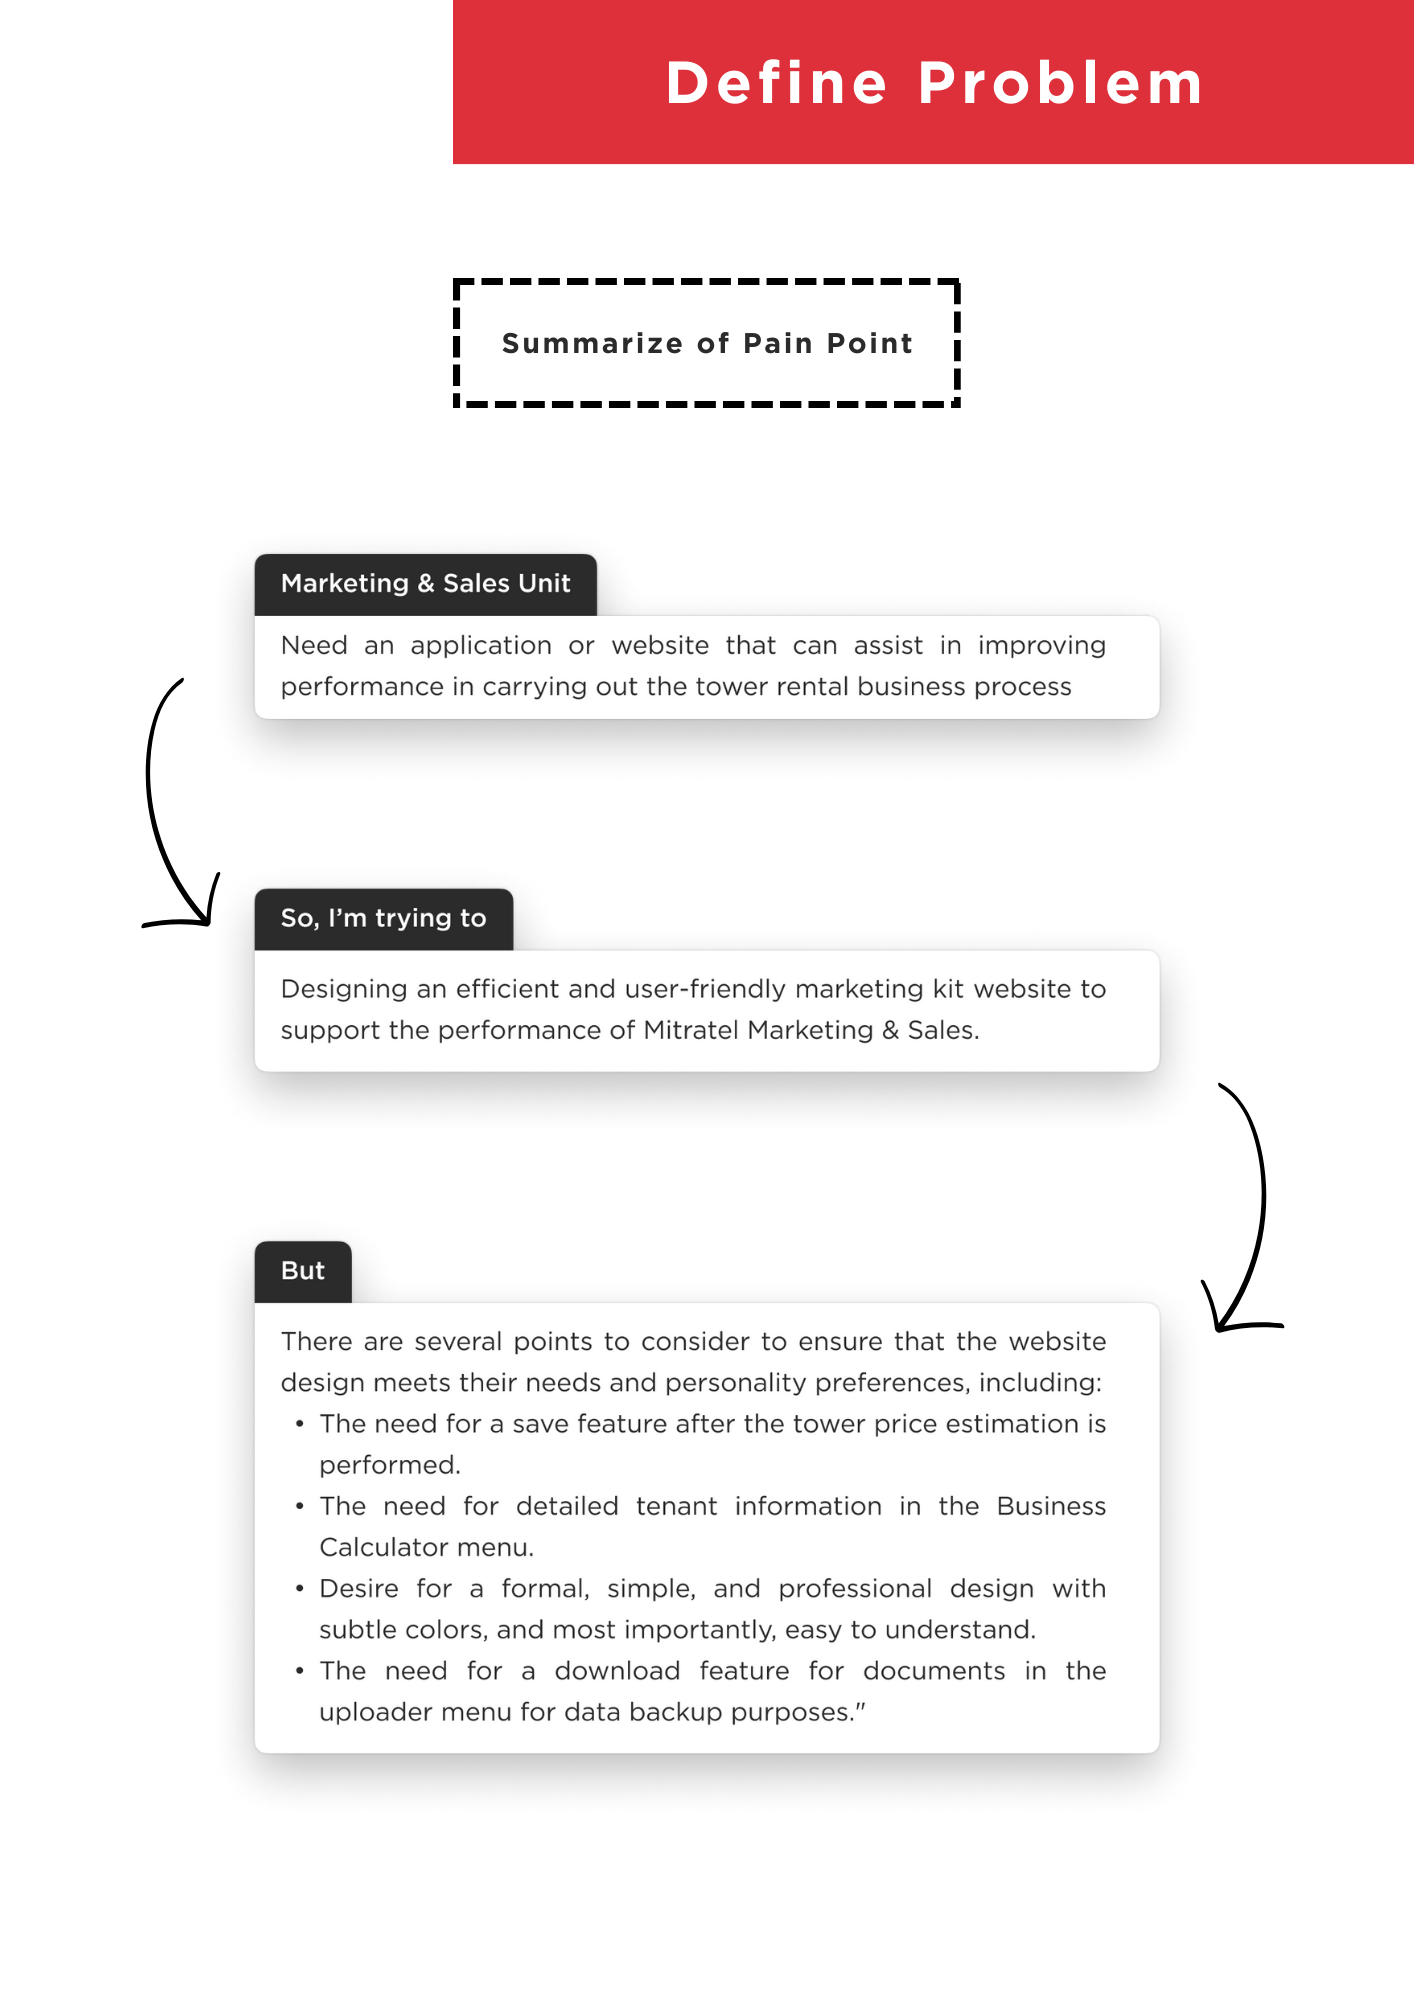 Define Problem
Summarize of Pain Point
Marketing & Sales Unit
Need an application or website that can assist in improving
performance in carrying out the tower rental business process
So, I’m trying to
Designing an efficient and user-friendly marketing kit website to
support the performance of Mitratel Marketing & Sales.
But
There are several points to consider to ensure that the website
design meets their needs and personality preferences, including:
• The need for a save feature after the tower price estimation is
performed.
• The need for detailed tenant information in the Business
Calculator menu.
• Desire for a formal, simple, and professional design with
subtle colors, and most importantly, easy to understand.
• The need for a download feature for documents in the
uploader menu for data backup purposes."